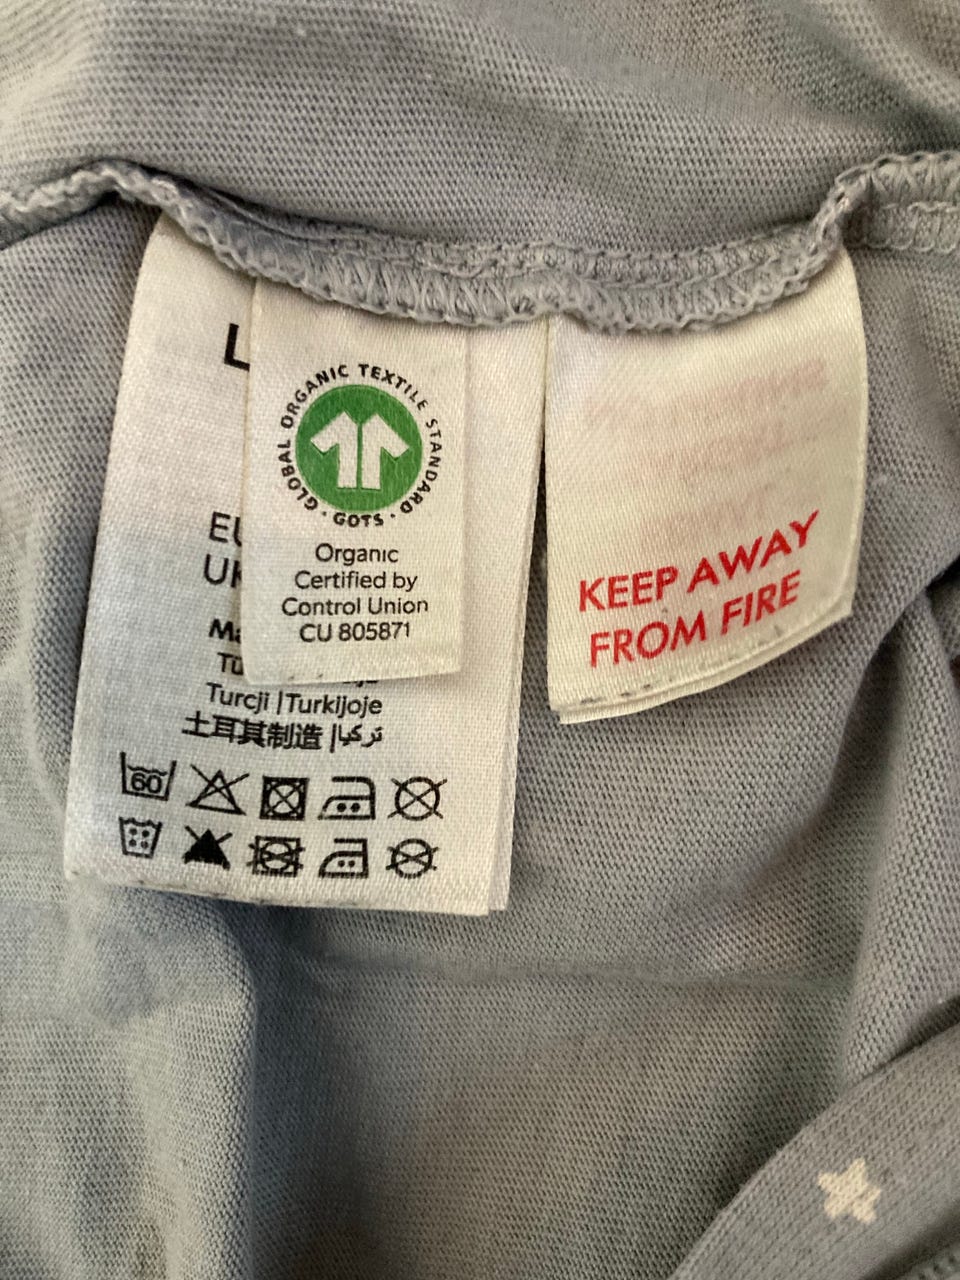 L
EU
UK
GLOBAL ORGANIC TEXTILE STANDARD · GOTS ·
Organic
Certified by
Control Union
CU 805871
Turcji | Turkijoje
土耳其制造 | تركيا
60
KEEP AWAY
FROM FIRE